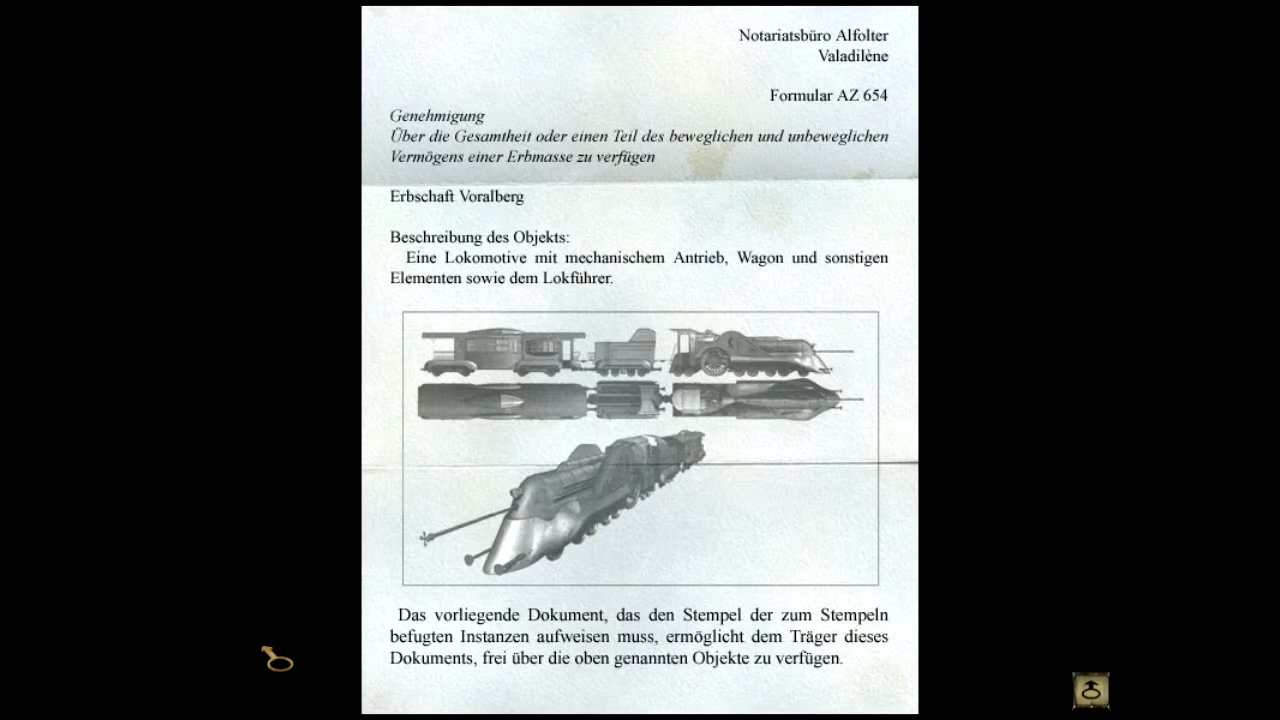 Notariatsbüro Alfolter
Valadilène
Formular AZ 654
Genehmigung
Über die Gesamtheit oder einen Teil des beweglichen und unbeweglichen
Vermögens einer Erbmasse zu verfügen
Erbschaft Voralberg
Beschreibung des Objekts:
Eine Lokomotive mit mechanischem Antrieb, Wagon und sonstigen
Elementen sowie dem Lokführer.
Das vorliegende Dokument, das den Stempel der zum Stempeln
befugten Instanzen aufweisen muss, ermöglicht dem Träger dieses
Dokuments, frei über die oben genannten Objekte zu verfügen.